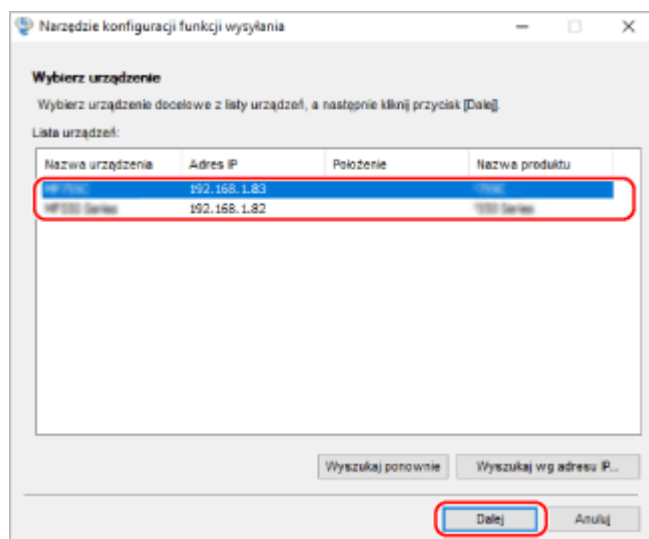 Narzędzie konfiguracji funkcji wysyłania
Wybierz urządzenie
Wybierz urządzenie docelowe z listy urządzeń, a następnie kliknij przycisk [Dalej].
Lista urządzeń:
Nazwa urządzenia Adres IP Położenie Nazwa produktu
192.168.1.83
192.168.1.82
Wyszukaj ponownie Wyszukaj wg adresu IP...
Dalej Anuluj